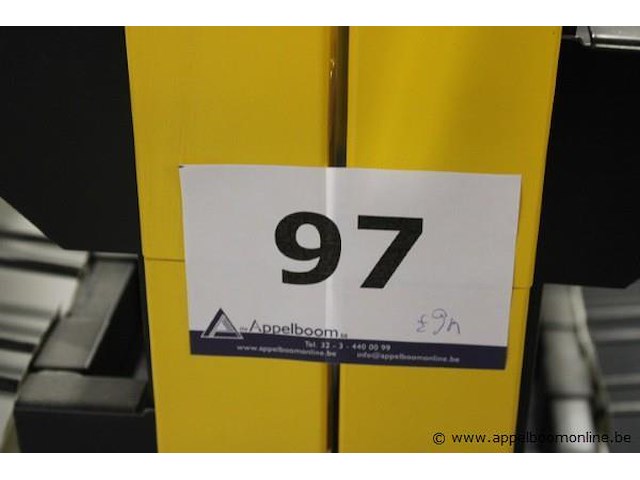 97
Appelboom
Tel. 32 - 3 - 440 00 99
www.appelboomonline.be info@appelboomonline.be
© www.appelboomonline.be